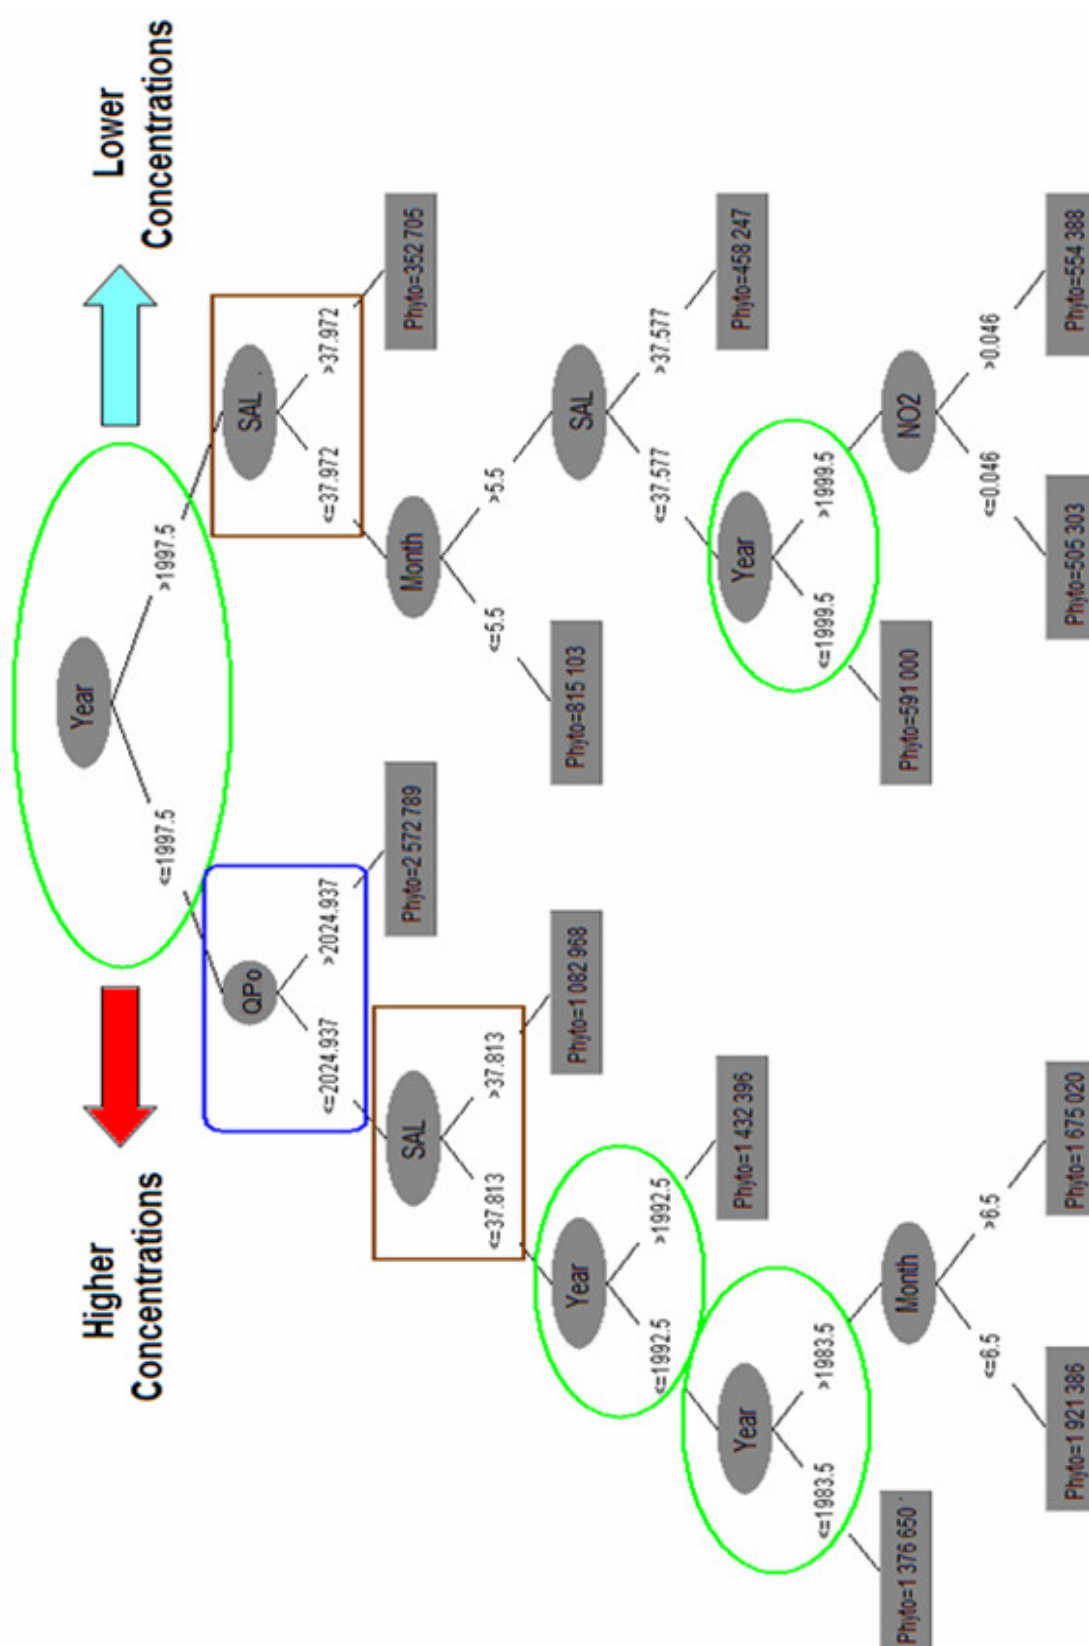 Higher
Concentrations
Lower
Concentrations
Year
<=1997.5
>1997.5
QPo
SAL
<=2024.937
>2024.937
<=37.972
>37.972
SAL
Phyto=2 572 789
Month
Phyto=352 705
<=37.813
>37.813
<=5.5
>5.5
Year
Phyto=1 082 968
Phyto=815 103
SAL
<=1992.5
>1992.5
<=37.577
>37.577
Year
Phyto=1 432 396
Year
Phyto=458 247
<=1983.5
>1983.5
<=1999.5
>1999.5
Phyto=1 376 650
Month
Phyto=591 000
NO2
<=6.5
>6.5
<=0.046
>0.046
Phyto=1 921 386
Phyto=1 675 020
Phyto=505 303
Phyto=554 388